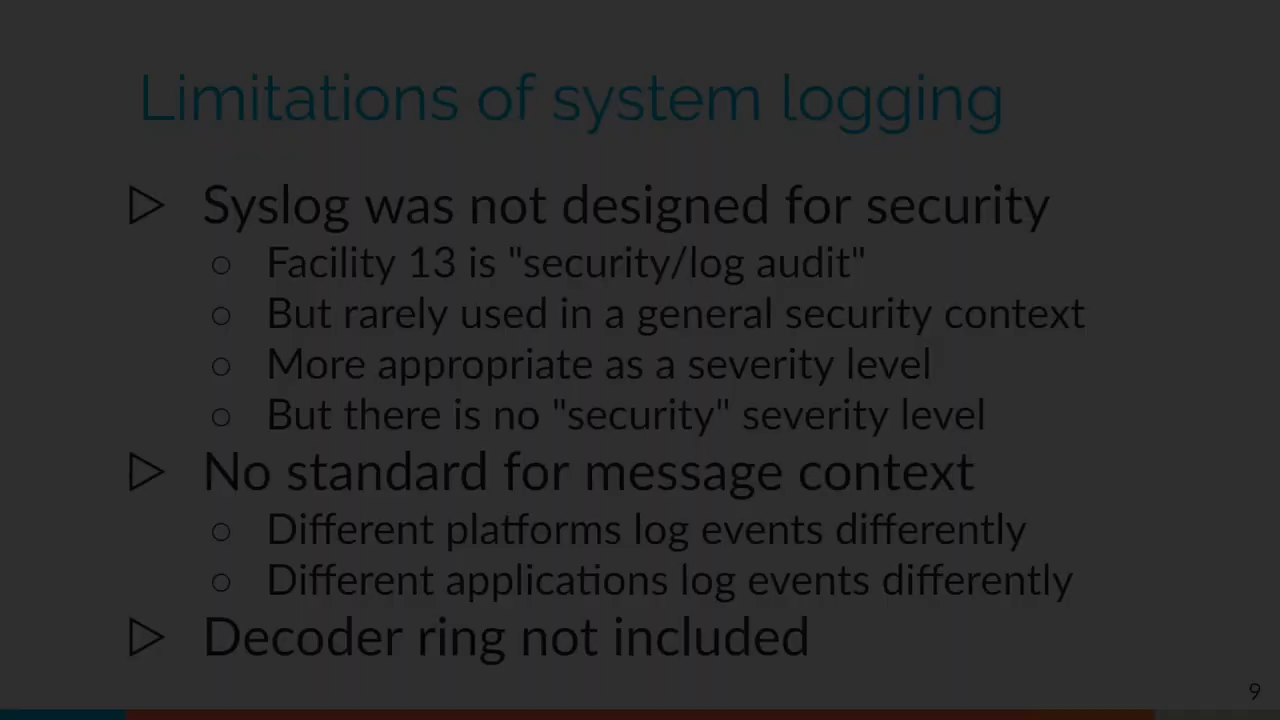 Limitations of system logging
▷ Syslog was not designed for security
○ Facility 13 is "security/log audit"
○ But rarely used in a general security context
○ More appropriate as a severity level
○ But there is no "security" severity level
▷ No standard for message context
○ Different platforms log events differently
○ Different applications log events differently
▷ Decoder ring not included
9